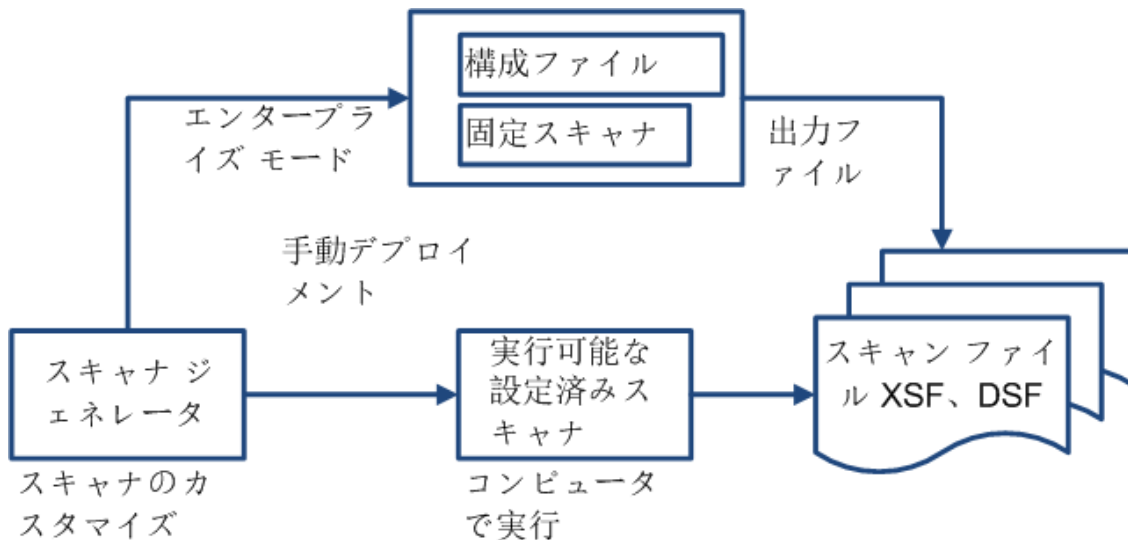 構成ファイル
固定スキャナ
エンタープラ
イズ モード
出力フ
ァイル
手動デプロイ
メント
スキャナ ジ
ェネレータ
実行可能な
設定済みス
キャナ
スキャン ファイ
ル XSF、DSF
スキャナのカ
スタマイズ
コンピュータ
で実行